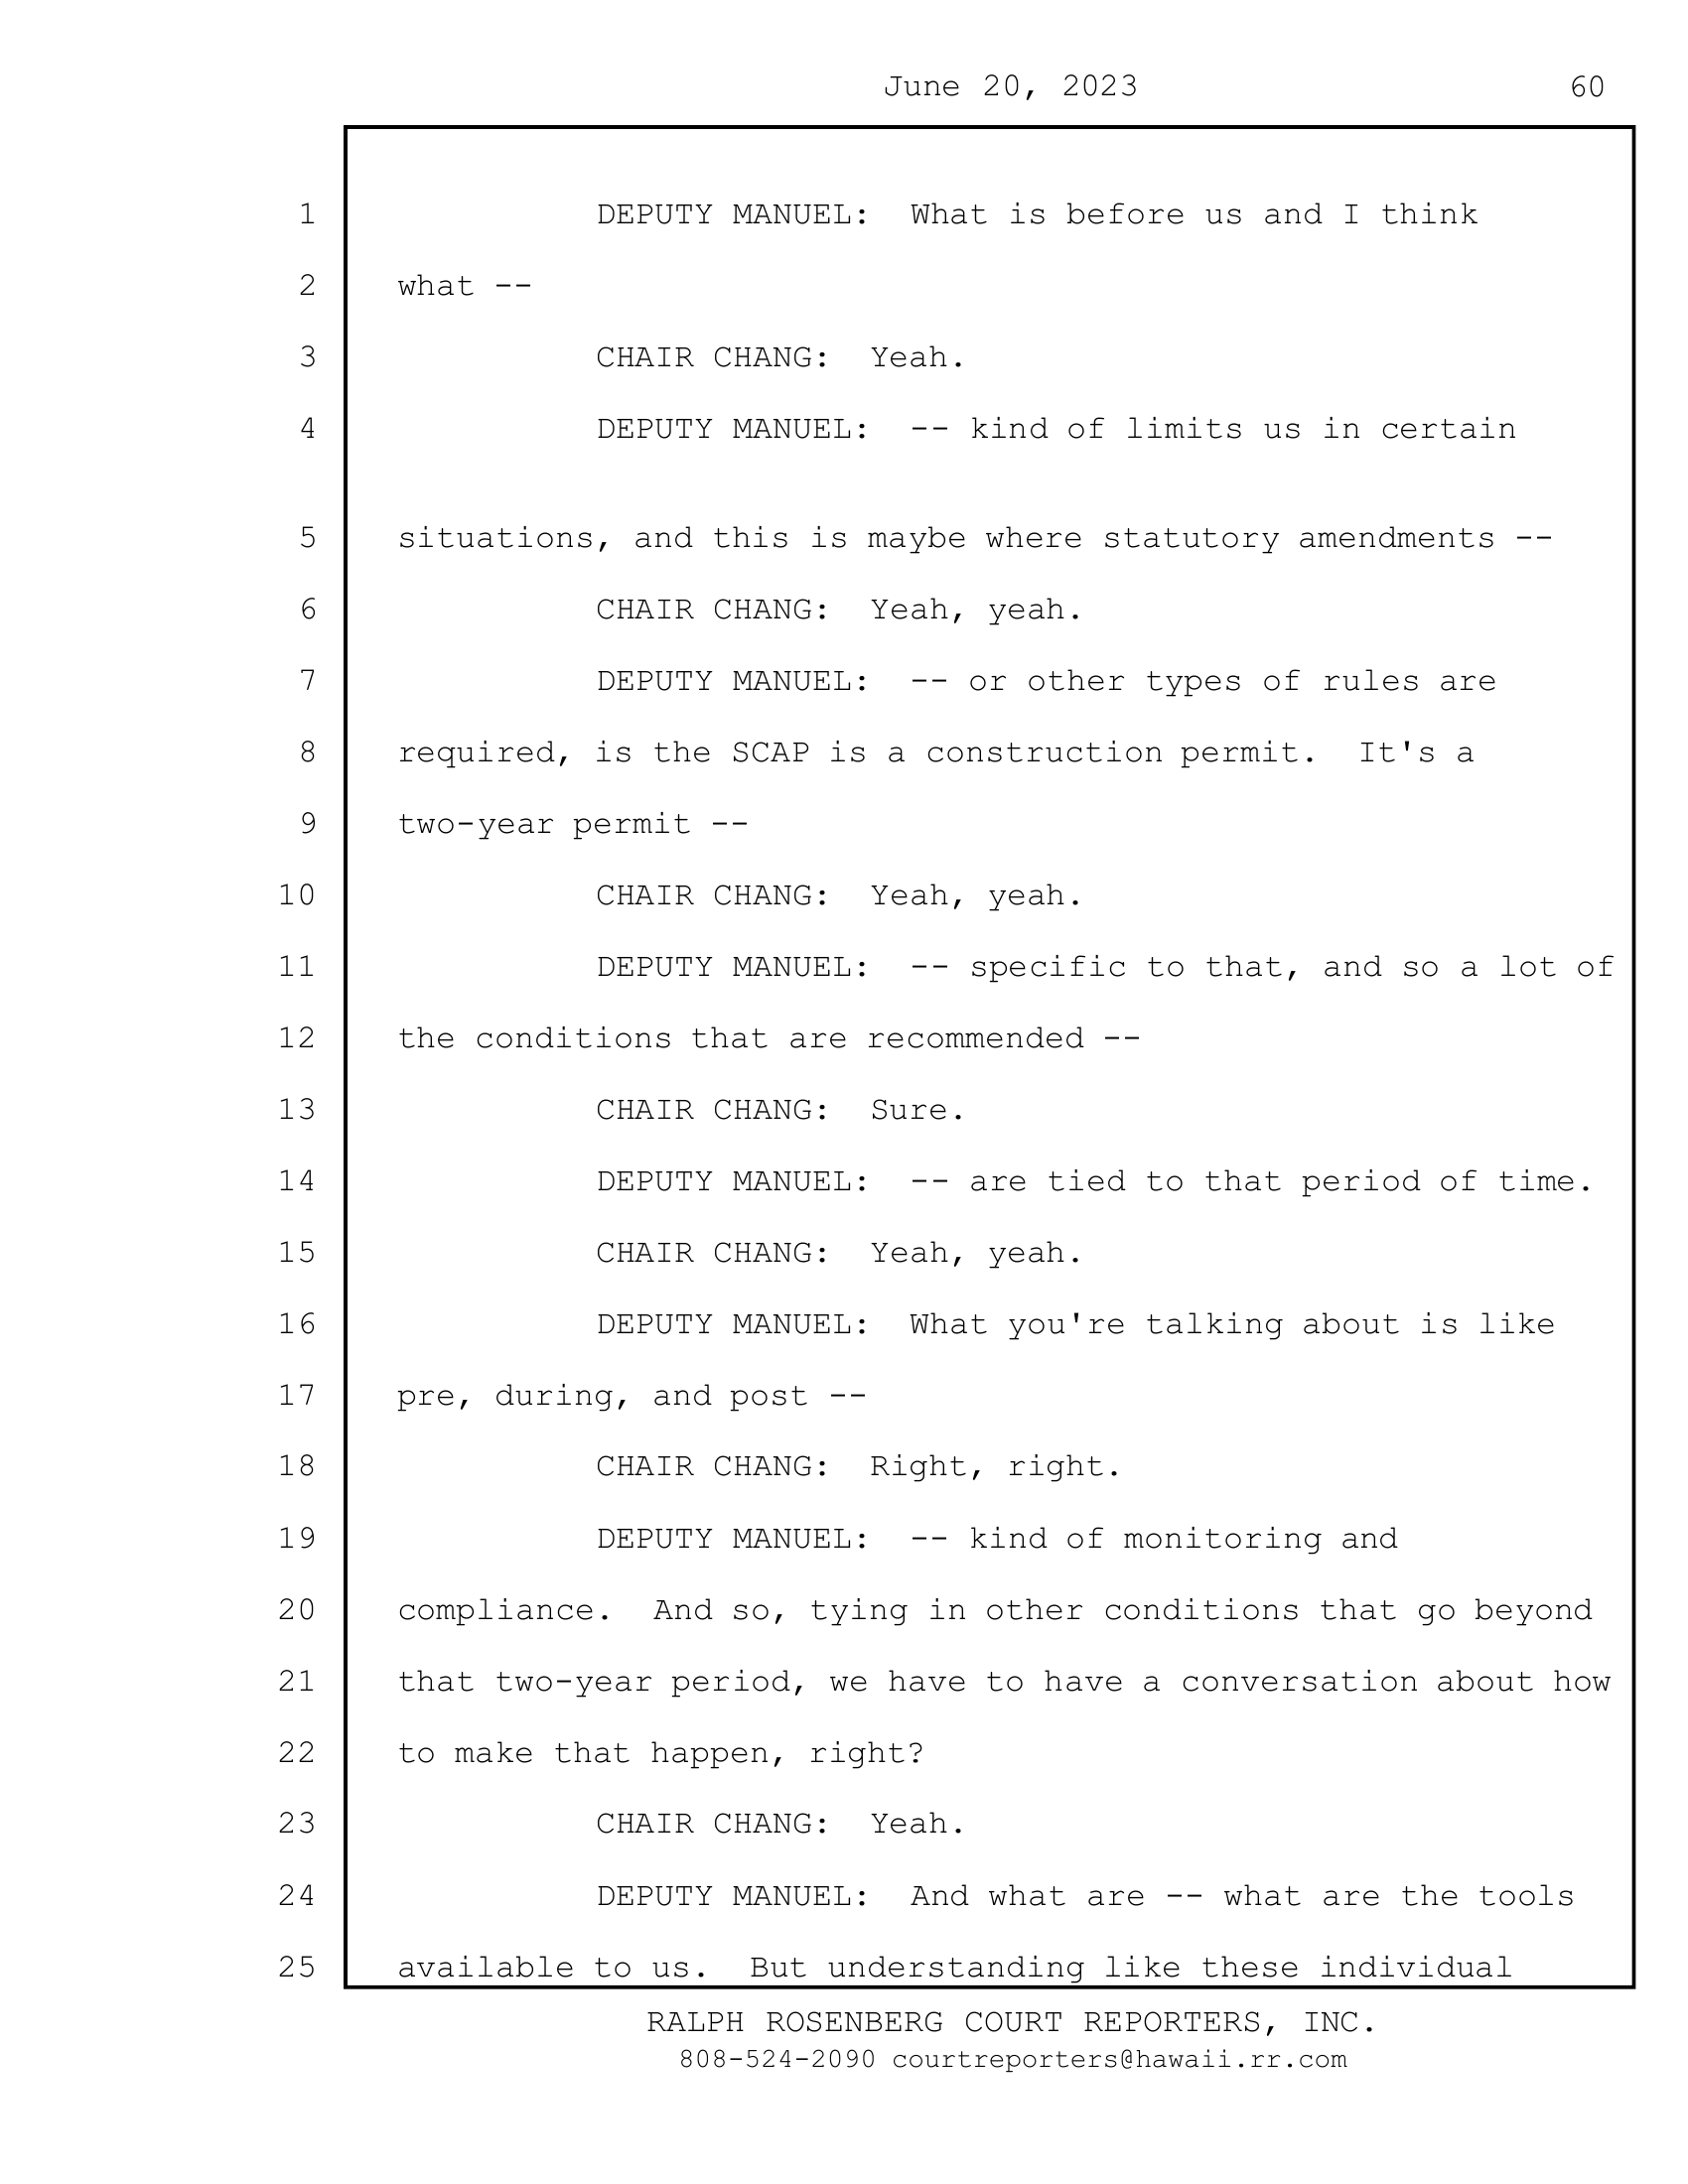 June 20, 2023 60
1 DEPUTY MANUEL:  What is before us and I think
2 what --
3 CHAIR CHANG:  Yeah.
4 DEPUTY MANUEL:  -- kind of limits us in certain
5 situations, and this is maybe where statutory amendments --
6 CHAIR CHANG:  Yeah, yeah.
7 DEPUTY MANUEL:  -- or other types of rules are
8 required, is the SCAP is a construction permit.  It's a
9 two-year permit --
10 CHAIR CHANG:  Yeah, yeah.
11 DEPUTY MANUEL:  -- specific to that, and so a lot of
12 the conditions that are recommended --
13 CHAIR CHANG:  Sure.
14 DEPUTY MANUEL:  -- are tied to that period of time.
15 CHAIR CHANG:  Yeah, yeah.
16 DEPUTY MANUEL:  What you're talking about is like
17 pre, during, and post --
18 CHAIR CHANG:  Right, right.
19 DEPUTY MANUEL:  -- kind of monitoring and
20 compliance.  And so, tying in other conditions that go beyond
21 that two-year period, we have to have a conversation about how
22 to make that happen, right?
23 CHAIR CHANG:  Yeah.
24 DEPUTY MANUEL:  And what are -- what are the tools
25 available to us.  But understanding like these individual
RALPH ROSENBERG COURT REPORTERS, INC.
808-524-2090 courtreporters@hawaii.rr.com